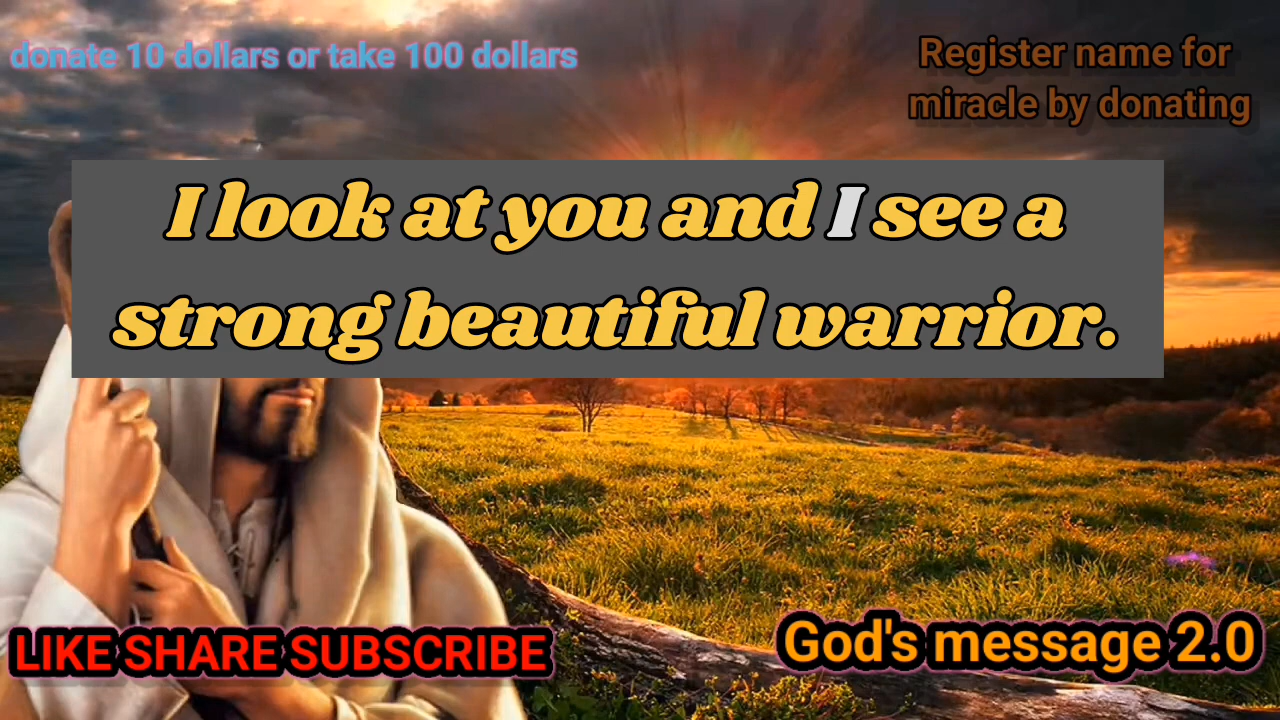 donate 10 dollars or take 100 dollars
Register name for
miracle by donating
I look at you and I see a
strong beautiful warrior.
LIKE SHARE SUBSCRIBE
God's message 2.0